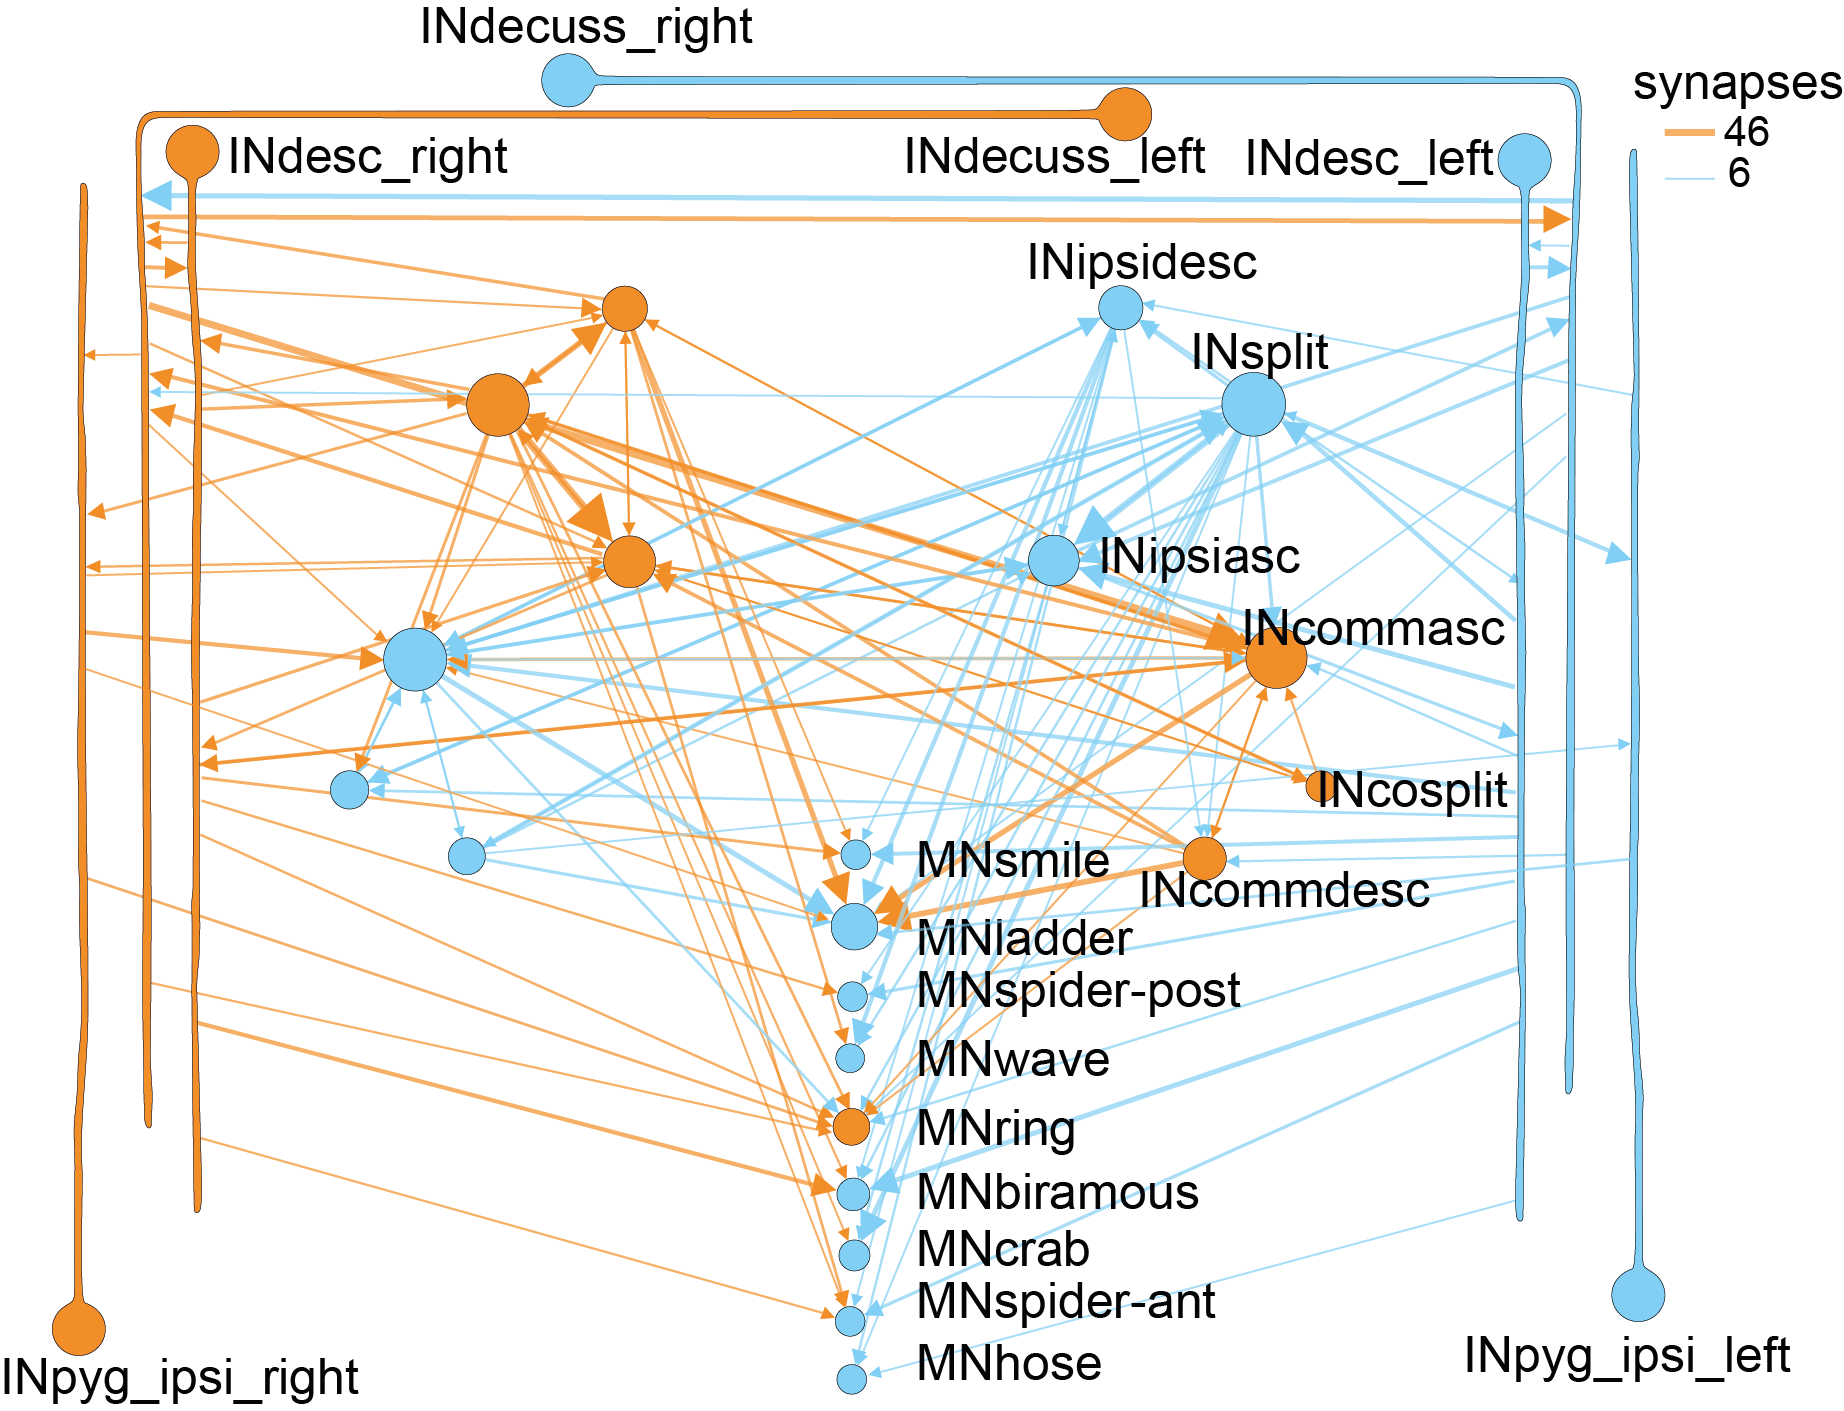 INdecuss_right
synapses
46
6
INdesc_right
INdecuss_left
INdesc_left
INipsidesc
INsplit
INipsiasc
INcommasc
INcosplit
MNsmile
INcommdesc
MNladder
MNspider-post
MNwave
MNring
MNbiramous
MNcrab
MNspider-ant
MNhose
INpyg_ipsi_left
INpyg_ipsi_right